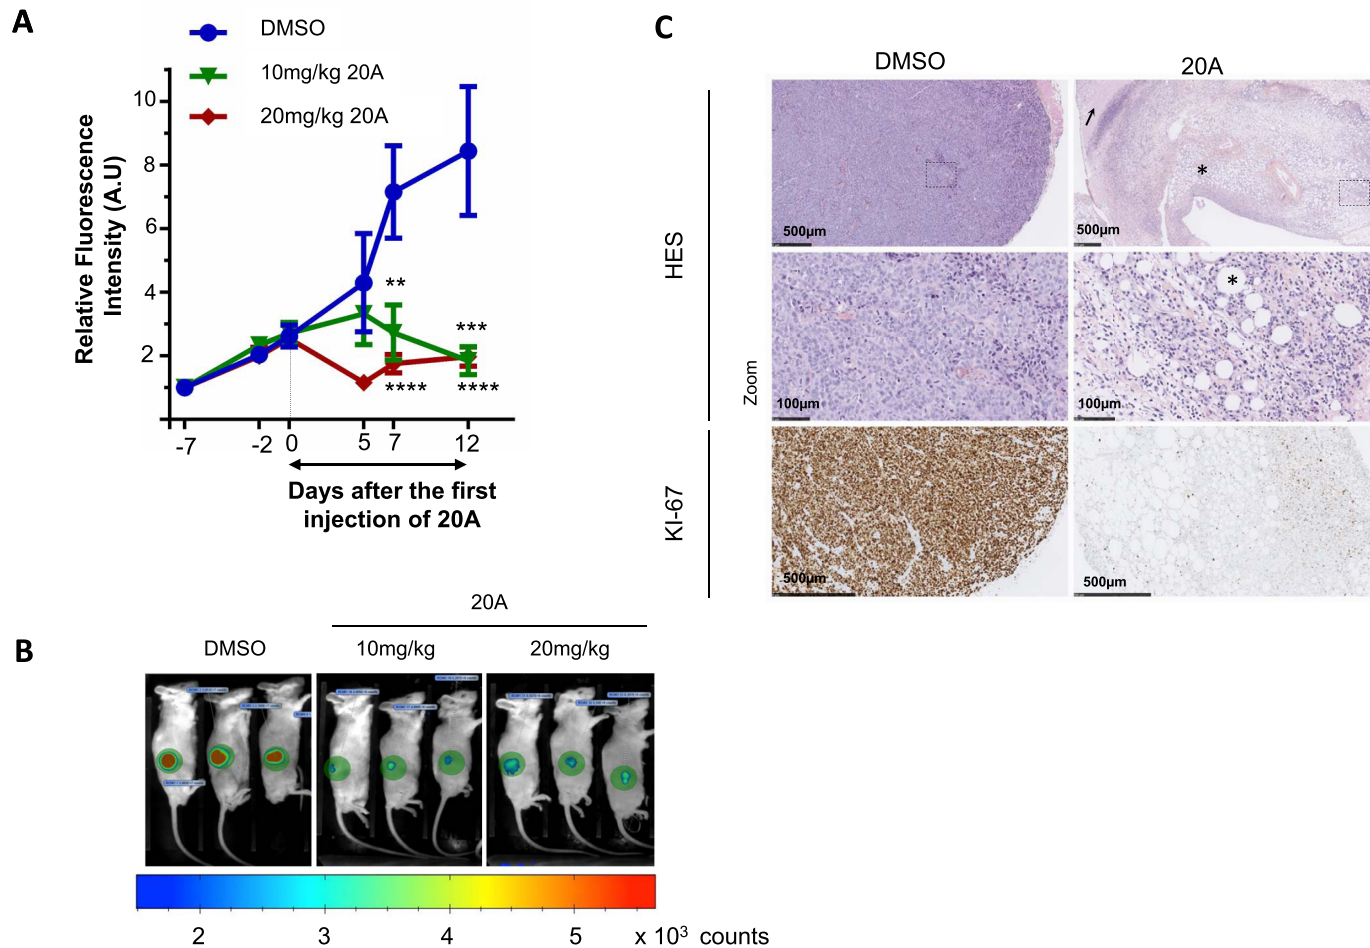 A
DMSO
10mg/kg 20A
20mg/kg 20A
Relative Fluorescence
Intensity (A.U)
10
8
6
4
2
**
***
****
****
-7 -2 0 5 7 12
Days after the first
injection of 20A
B
20A
DMSO 10mg/kg 20mg/kg
2 3 4 5 x 10³ counts
C
DMSO 20A
HES
*
500µm 500µm
Zoom
*
100µm 100µm
KI-67
500µm 500µm